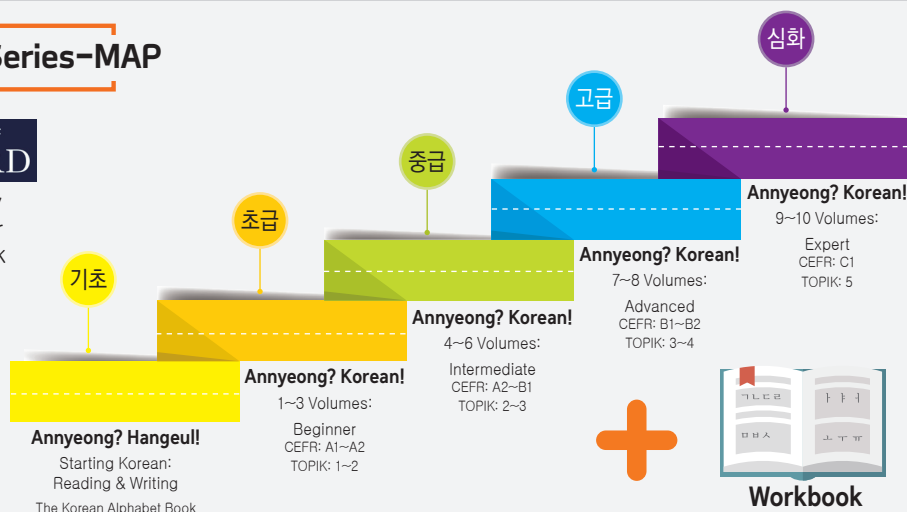 Series-MAP
심화
고급
중급
초급
기초
Annyeong? Hangeul!
Starting Korean:
Reading & Writing
The Korean Alphabet Book
Annyeong? Korean!
1~3 Volumes:
Beginner
CEFR: A1~A2
TOPIK: 1~2
Annyeong? Korean!
4~6 Volumes:
Intermediate
CEFR: A2~B1
TOPIK: 2~3
Annyeong? Korean!
7~8 Volumes:
Advanced
CEFR: B1~B2
TOPIK: 3~4
Annyeong? Korean!
9~10 Volumes:
Expert
CEFR: C1
TOPIK: 5
ㄱㄴㄷㄹ
ㅁㅂㅅ
ㅏㅑㅓ
ㅗㅜㅠ
Workbook